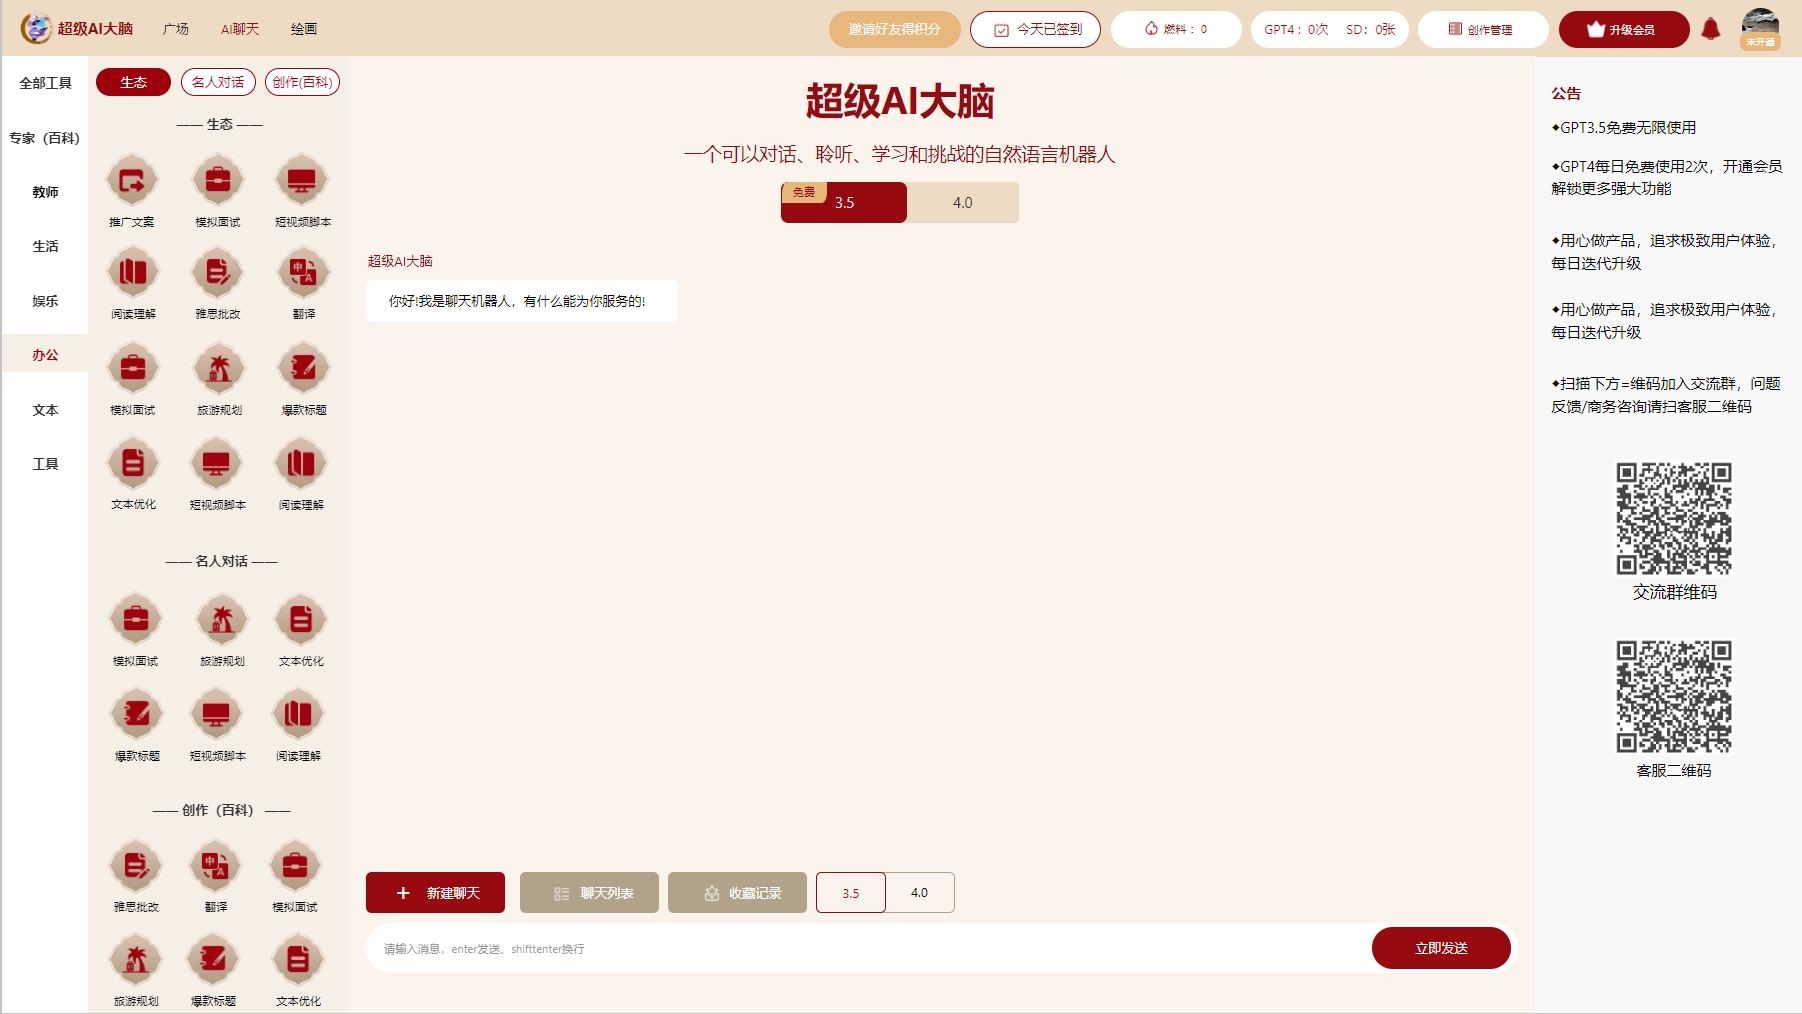 超级AI大脑
广场
AI聊天
绘画
邀请好友得积分
今天已签到
燃料： 0
GPT4： 0次 SD： 0张
创作管理
升级会员
未开通
全部工具
专家（百科）
教师
生活
娱乐
办公
文本
工具
生态
名人对话
创作(百科)
—— 生态 ——
推广文案
模拟面试
短视频脚本
阅读理解
雅思批改
翻译
模拟面试
旅游规划
爆款标题
文本优化
短视频脚本
阅读理解
—— 名人对话 ——
模拟面试
旅游规划
文本优化
爆款标题
短视频脚本
阅读理解
—— 创作（百科） ——
雅思批改
翻译
模拟面试
旅游规划
爆款标题
文本优化
超级AI大脑
一个可以对话、聆听、学习和挑战的自然语言机器人
免费
3.5
4.0
超级AI大脑
你好!我是聊天机器人，有什么能为你服务的!
+ 新建聊天
聊天列表
收藏记录
3.5
4.0
请输入消息，enter发送、shifttenter换行
立即发送
公告
◆GPT3.5免费无限使用
◆GPT4每日免费使用2次，开通会员
解锁更多强大功能
◆用心做产品，追求极致用户体验，
每日迭代升级
◆用心做产品，追求极致用户体验，
每日迭代升级
◆扫描下方=维码加入交流群，问题
反馈/商务咨询请扫客服二维码
交流群维码
客服二维码